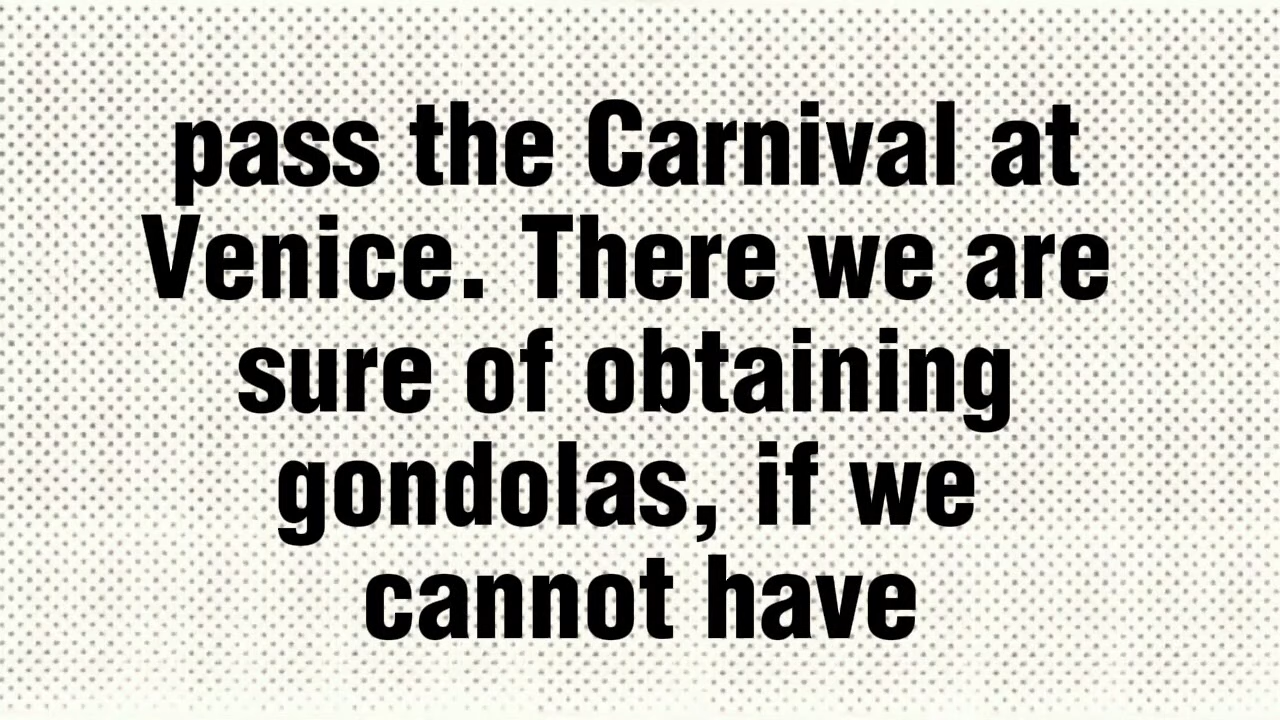 pass the Carnival at
Venice. There we are
sure of obtaining
gondolas, if we
cannot have